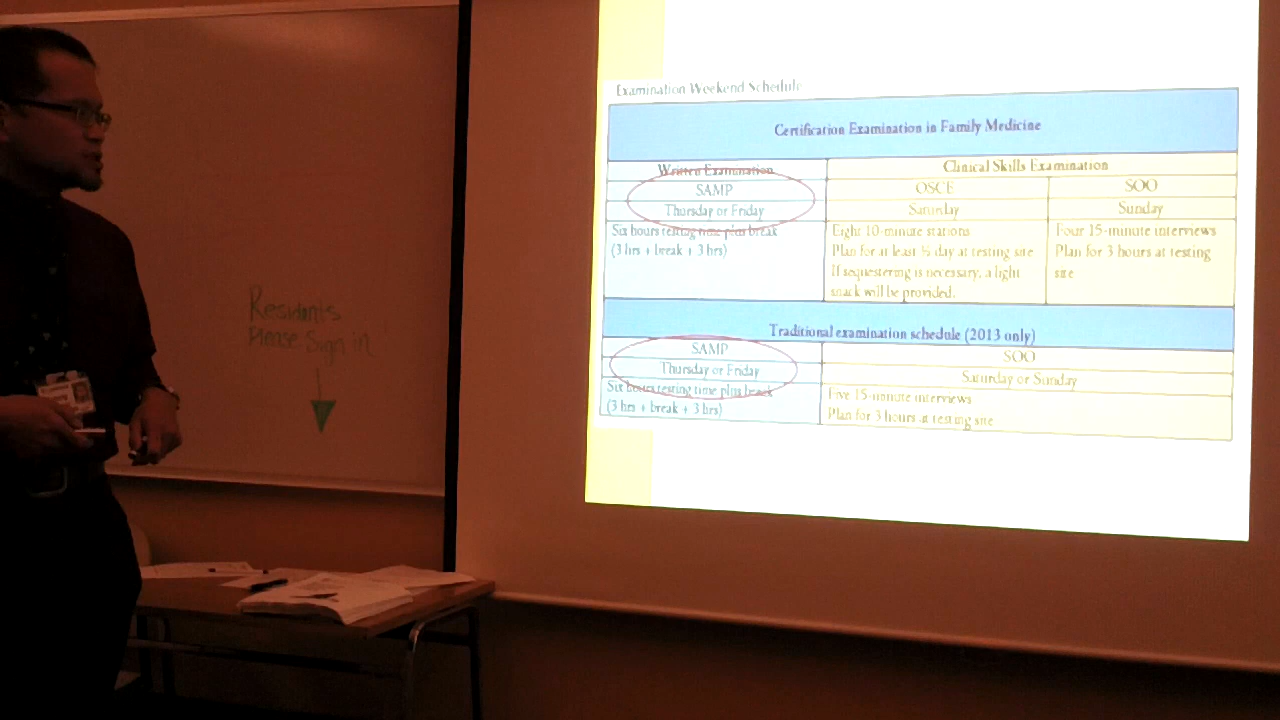 Residents
Please Sign in
Examination Weekend Schedule
Certification Examination in Family Medicine
Written Examination
Clinical Skills Examination
SAMP
OSCE
SOO
Thursday or Friday
Saturday
Sunday
Six hours testing time plus break
(3 hrs + break + 3 hrs)
Eight 10-minute stations
Plan for at least ½ day at testing site
If sequestering is necessary, a light
snack will be provided.
Four 15-minute interviews
Plan for 3 hours at testing
site
Traditional examination schedule (2013 only)
SAMP
SOO
Thursday or Friday
Saturday or Sunday
Six hours testing time plus break
(3 hrs + break + 3 hrs)
Five 15-minute interviews
Plan for 3 hours at testing site